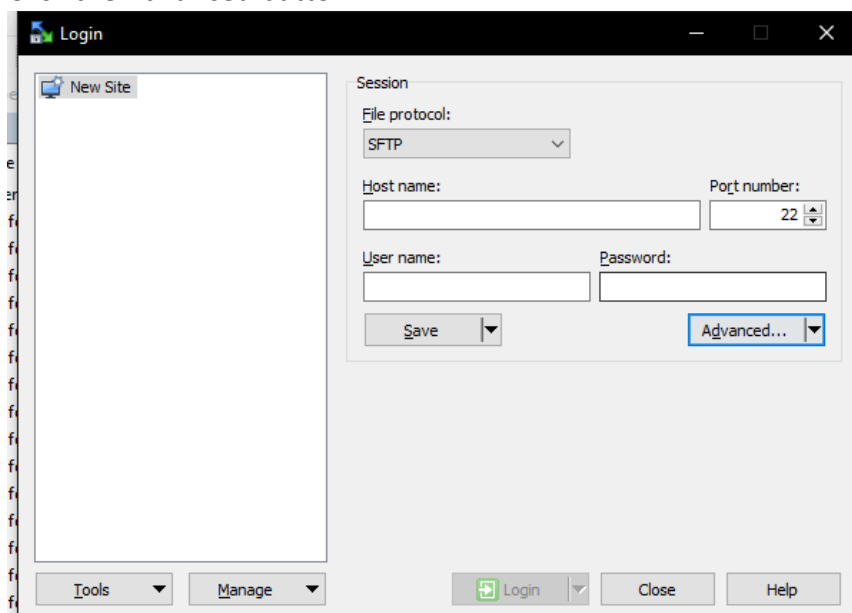 Login
New Site
Session
File protocol:
SFTP
Host name:
Port number:
22
User name:
Password:
Save
Advanced...
Tools
Manage
Login
Close
Help